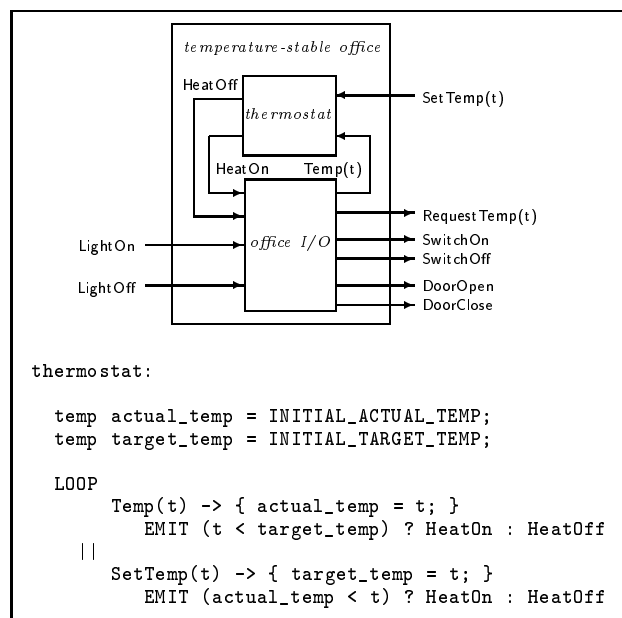 temperature-stable office
HeatOff
thermostat
SetTemp(t)
HeatOn
Temp(t)
RequestTemp(t)
LightOn
office I/O
SwitchOn
SwitchOff
LightOff
DoorOpen
DoorClose
thermostat:
temp actual_temp = INITIAL_ACTUAL_TEMP;
temp target_temp = INITIAL_TARGET_TEMP;
LOOP
Temp(t) -> { actual_temp = t; }
EMIT (t < target_temp) ? HeatOn : HeatOff
||
SetTemp(t) -> { target_temp = t; }
EMIT (actual_temp < t) ? HeatOn : HeatOff